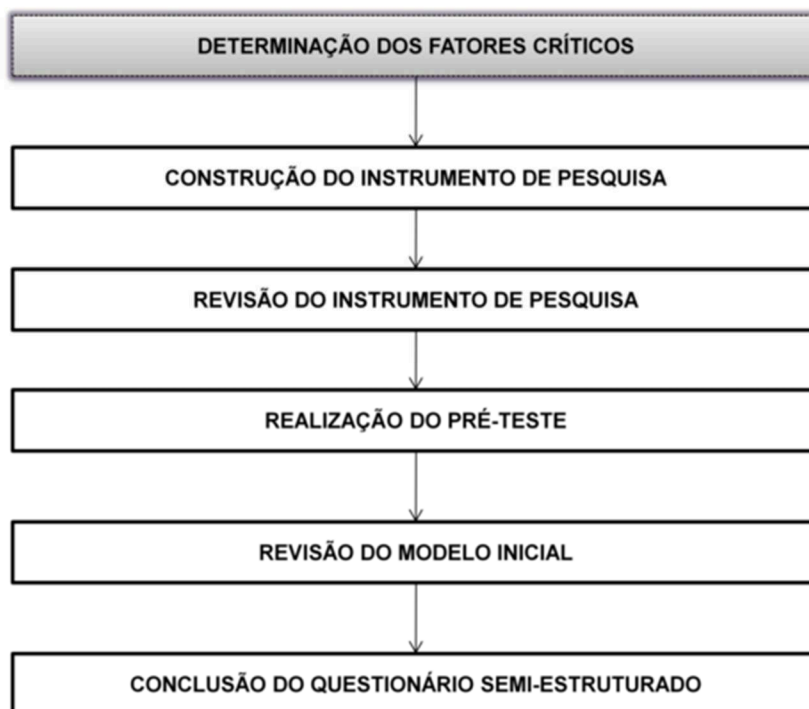 DETERMINAÇÃO DOS FATORES CRÍTICOS
CONSTRUÇÃO DO INSTRUMENTO DE PESQUISA
REVISÃO DO INSTRUMENTO DE PESQUISA
REALIZAÇÃO DO PRÉ-TESTE
REVISÃO DO MODELO INICIAL
CONCLUSÃO DO QUESTIONÁRIO SEMI-ESTRUTURADO